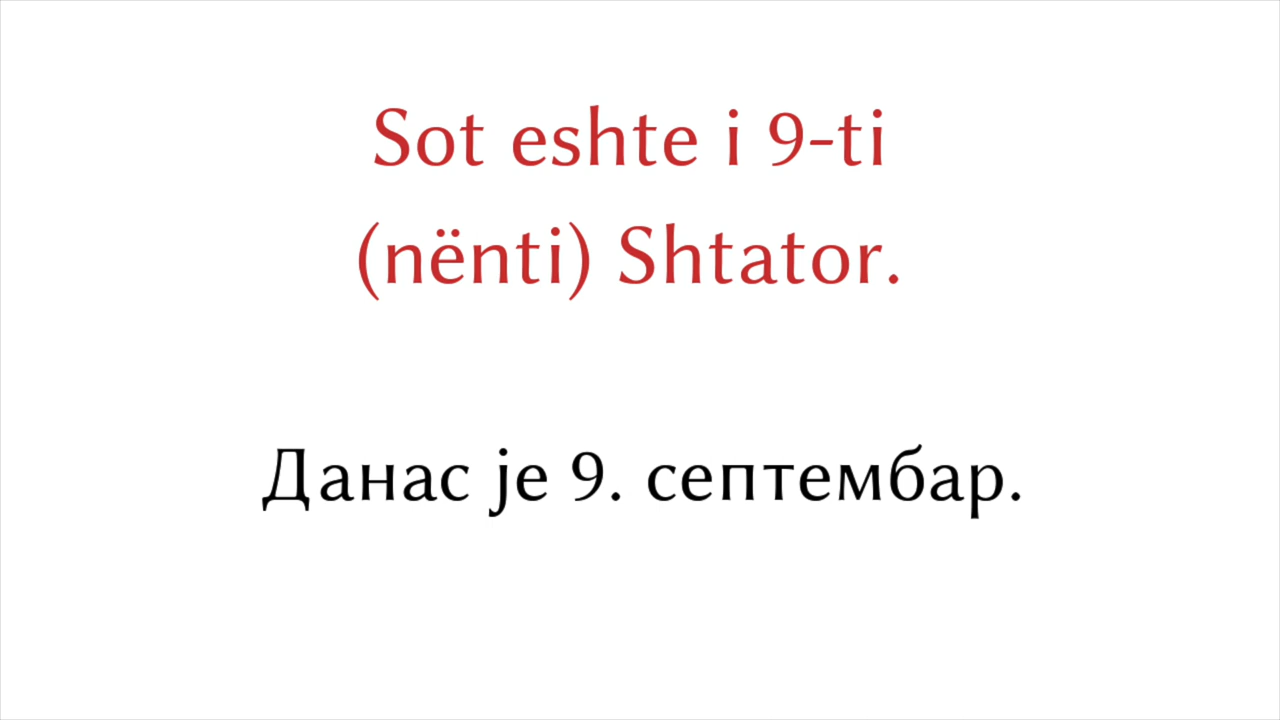 Sot eshte i 9-ti
(nënti) Shtator.
Данас је 9. септембар.